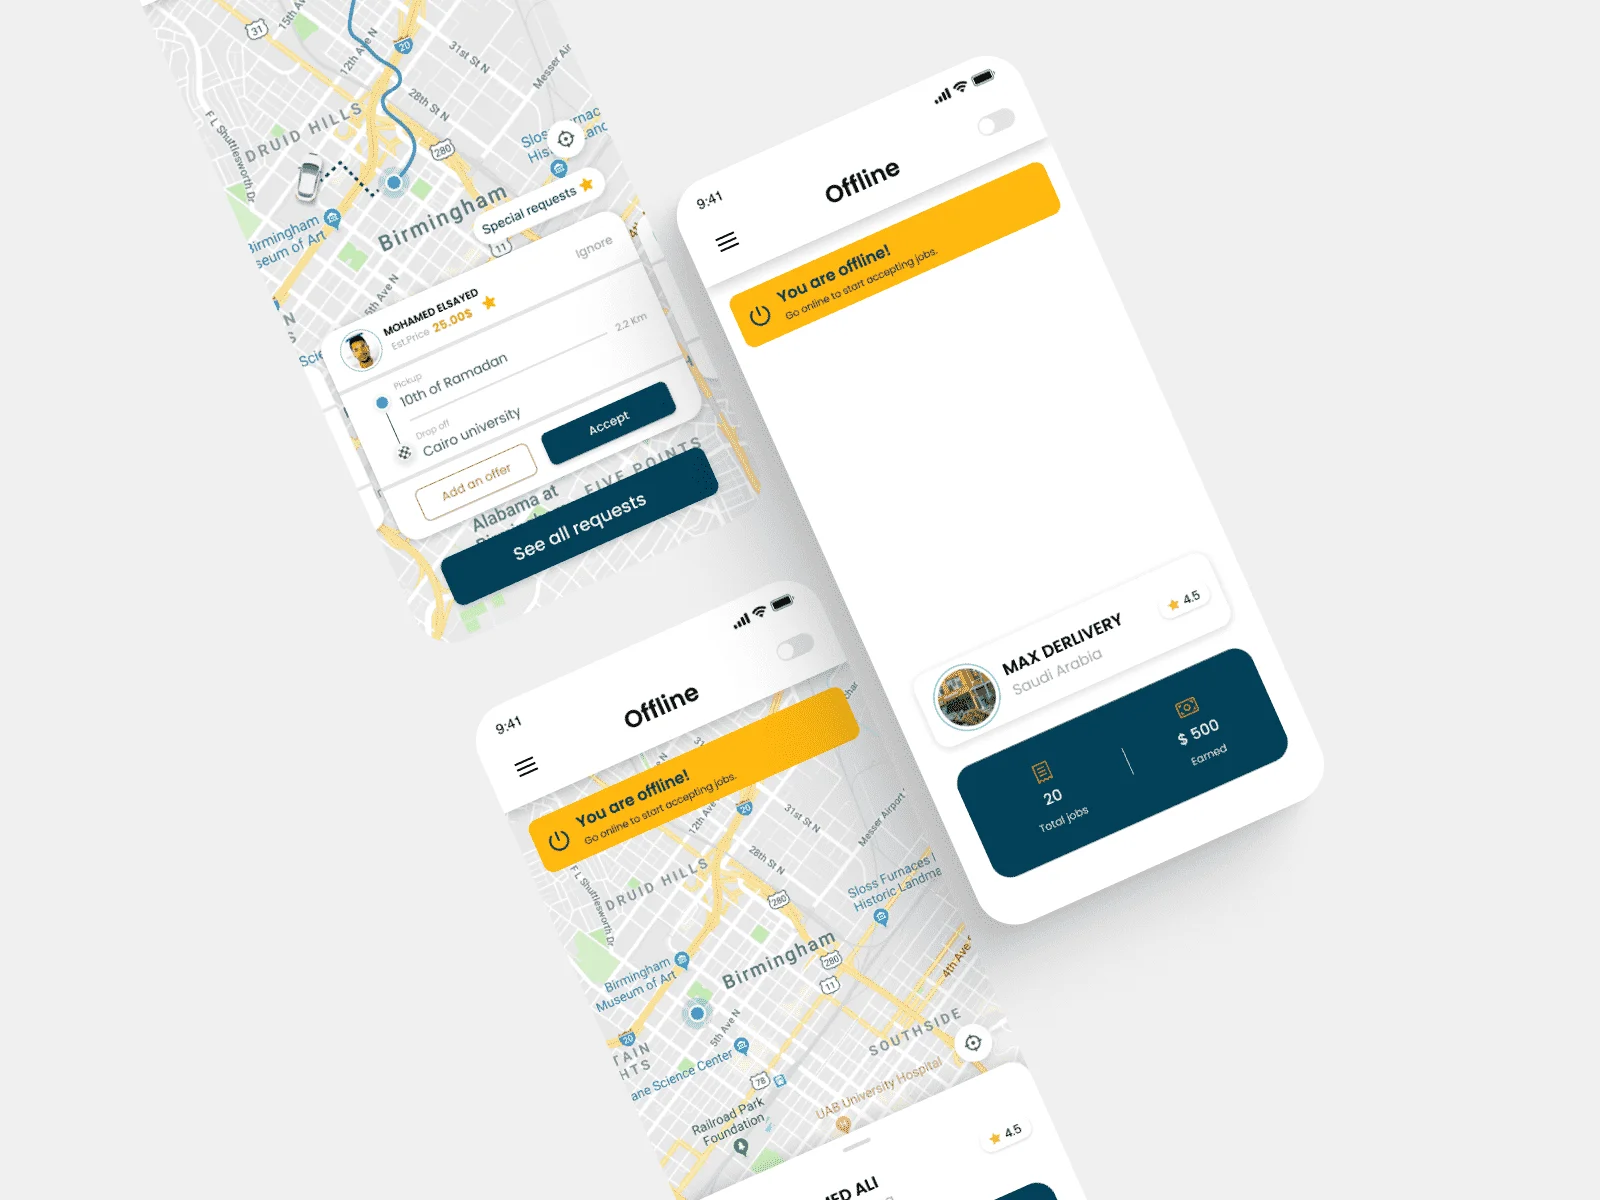 31
15th Av
20
12th Ave N
31st St N
Messer Air
28th St N
F L Shuttlesworth Dr
DRUID HILLS
280
Sloss Furnac
His
anc
Special requests
Birmingham
Birmingham
seum of Art
11
Ignore
5th Ave N
MOHAMED ELSAYED
Est.Price 25.00$
2.2 Km
Pickup
10th of Ramadan
Drop off
Cairo university
Add an offer
Accept
FIVE POINTS
Alabama at
See all requests
9:41
Offline
You are offline!
Go online to start accepting jobs.
MAX DERLIVERY
Saudi Arabia
4.5
20
Total jobs
$ 500
Earned
9:41
Offline
You are offline!
Go online to start accepting jobs.
20
12th Ave
31st St N
Messer Airport
28th St N
F L Shuttlesworth Dr
DRUID HILLS
280
Sloss Furnaces
Historic Landma
Birmingham
280
11
4th Ave S
Birmingham
Museum of Art
20
5th Ave N
SOUTHSIDE
TAIN
HTS
ane Science Center
78
UAB University Hospital
Railroad Park
Foundation
4.5
MED ALI